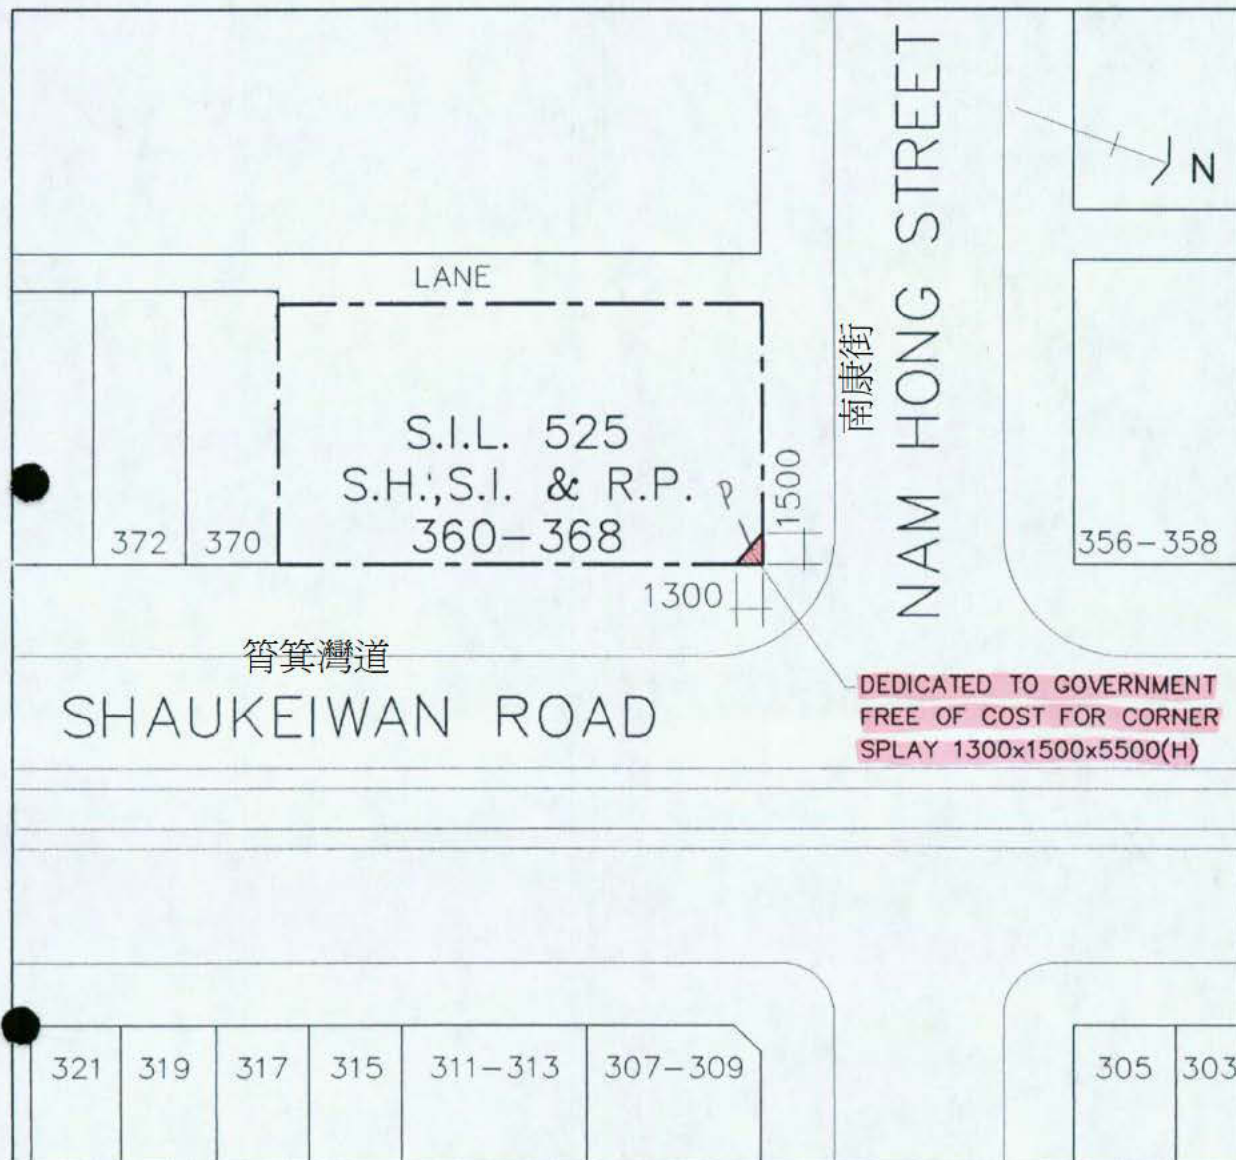 NAM HONG STREET
南康街
N
LANE
S.I.L. 525
S.H.,S.I. & R.P.
360-368
P
1500
1300
372
370
356-358
筲箕灣道
SHAUKEIWAN ROAD
DEDICATED TO GOVERNMENT
FREE OF COST FOR CORNER
SPLAY 1300x1500x5500(H)
321
319
317
315
311-313
307-309
305
303